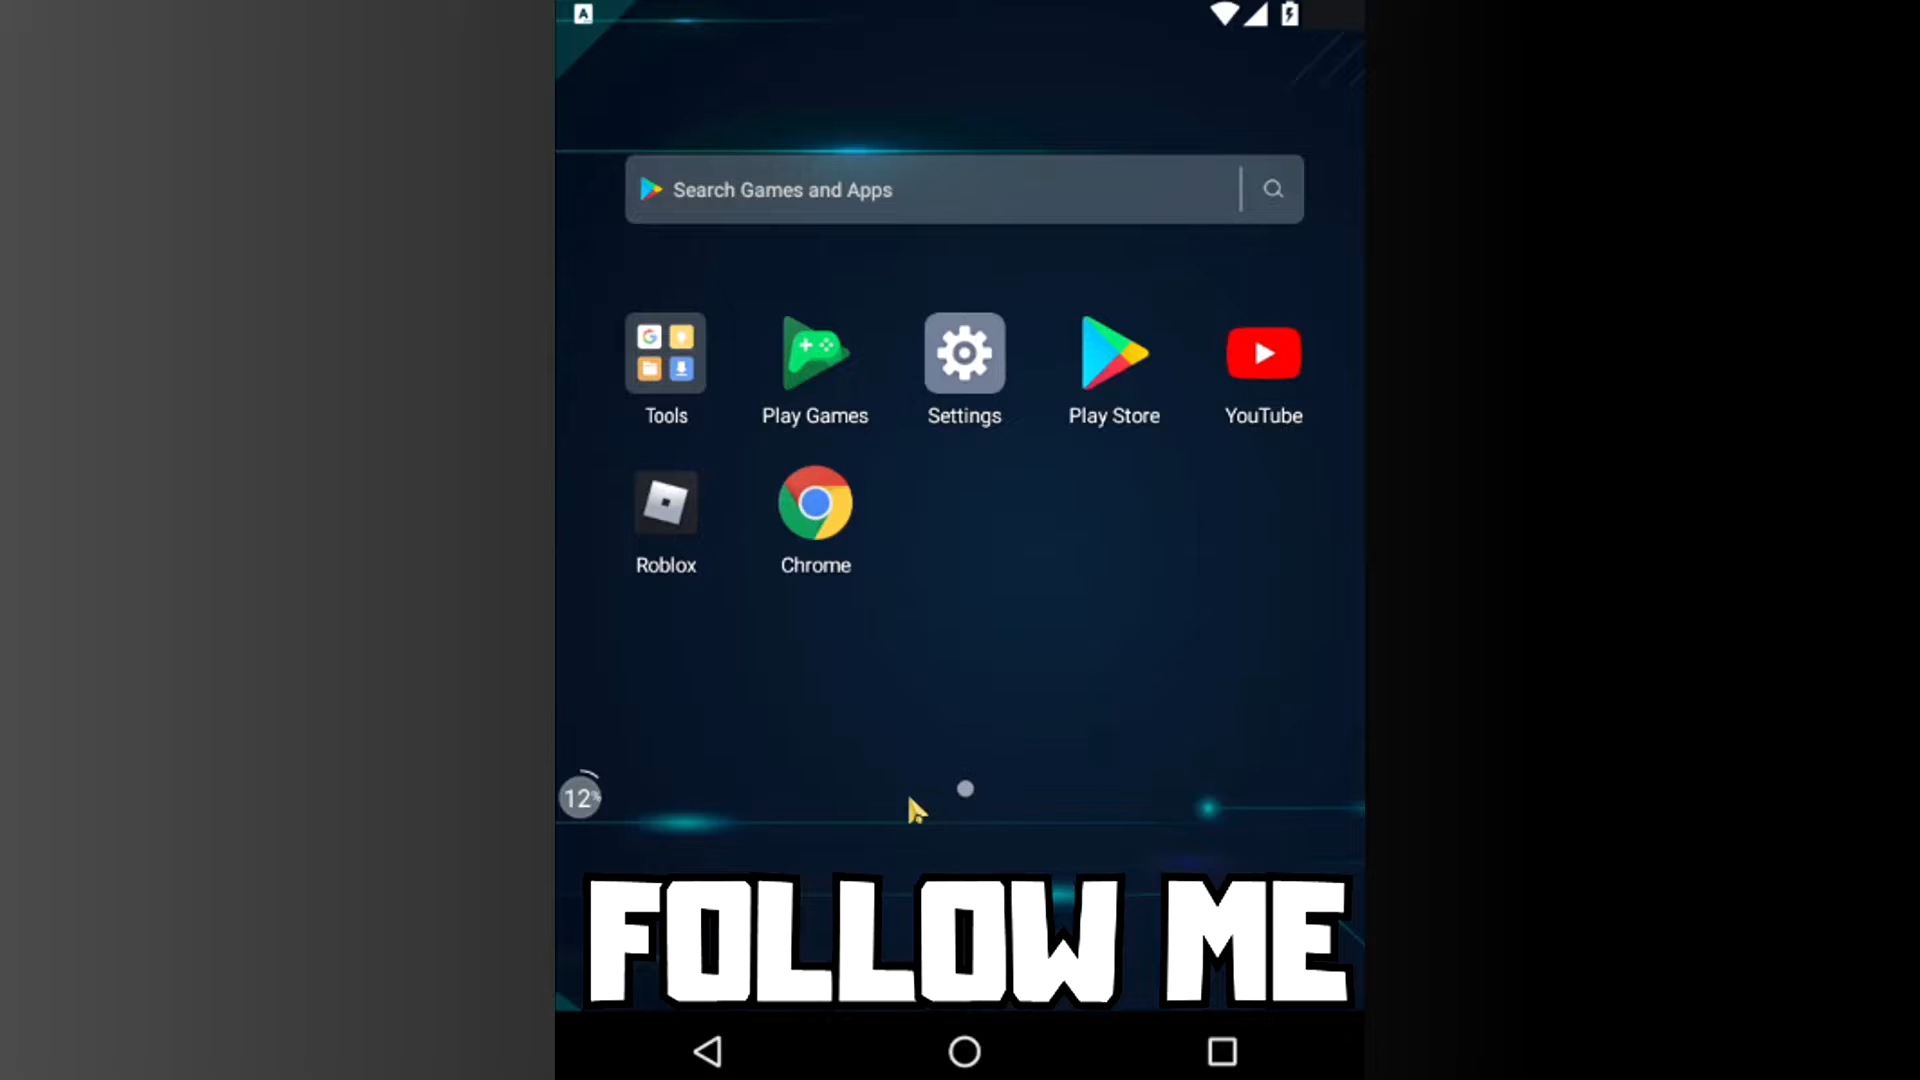 A
Search Games and Apps
Tools
Play Games
Settings
Play Store
YouTube
Roblox
Chrome
12%
FOLLOW ME